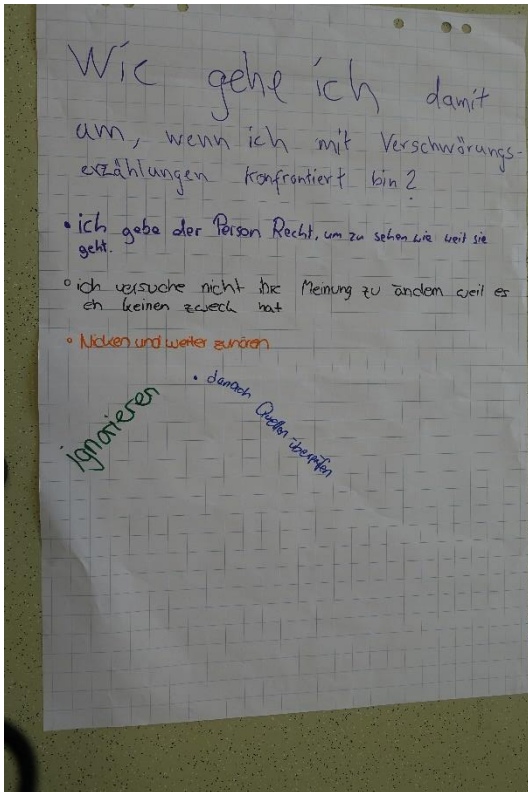 Wie gehe ich damit
um, wenn ich mit Verschwörungs-
erzählungen konfrontiert bin?
• ich gebe der Person Recht, um zu sehen wie weit sie
geht.
• ich versuche nicht ihre Meinung zu ändern weil es
eh keinen zweck hat
• Nicken und weiter zuhören
ignorieren
• danach Quellen überprüfen